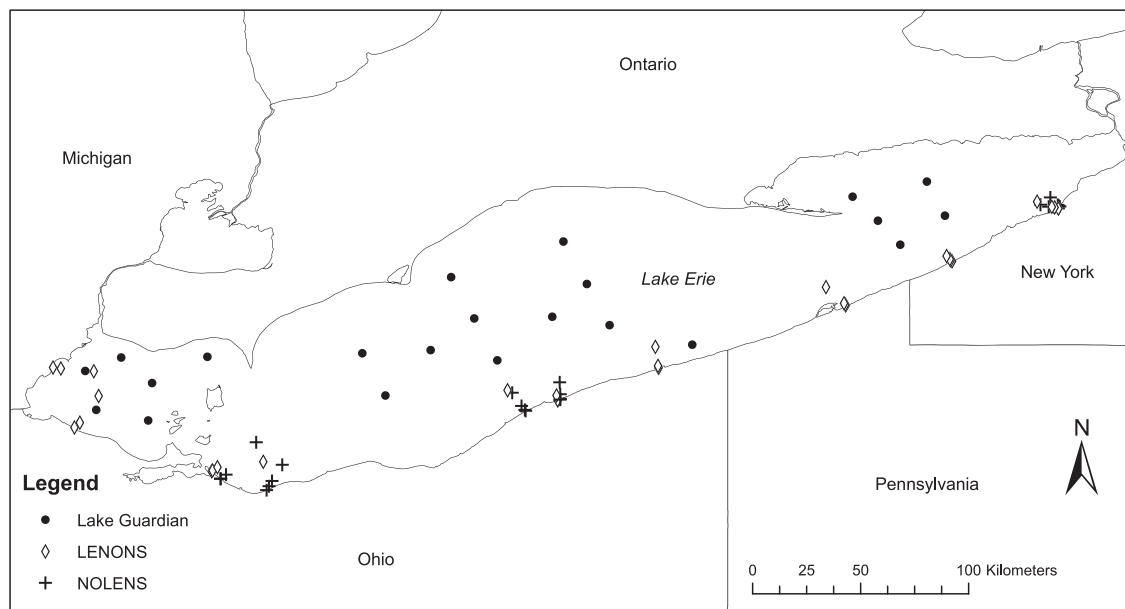 Ontario
Michigan
Lake Erie
New York
N
Legend
Pennsylvania
Lake Guardian
LENONS
Ohio
NOLENS
0 25 50 100 Kilometers